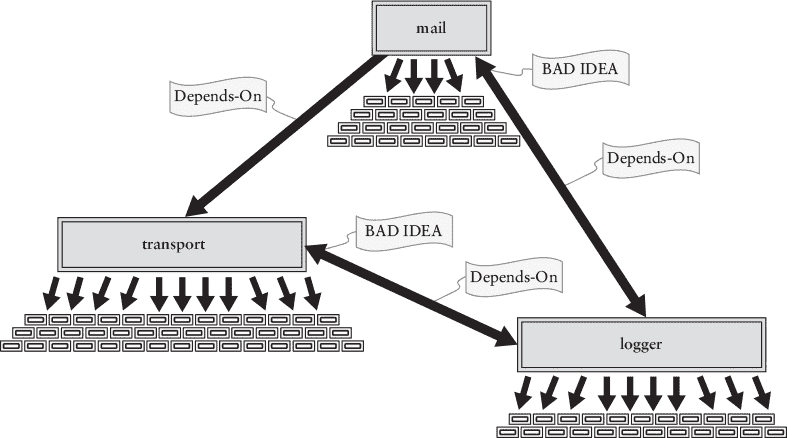 mail
BAD IDEA
Depends-On
Depends-On
transport
BAD IDEA
Depends-On
logger